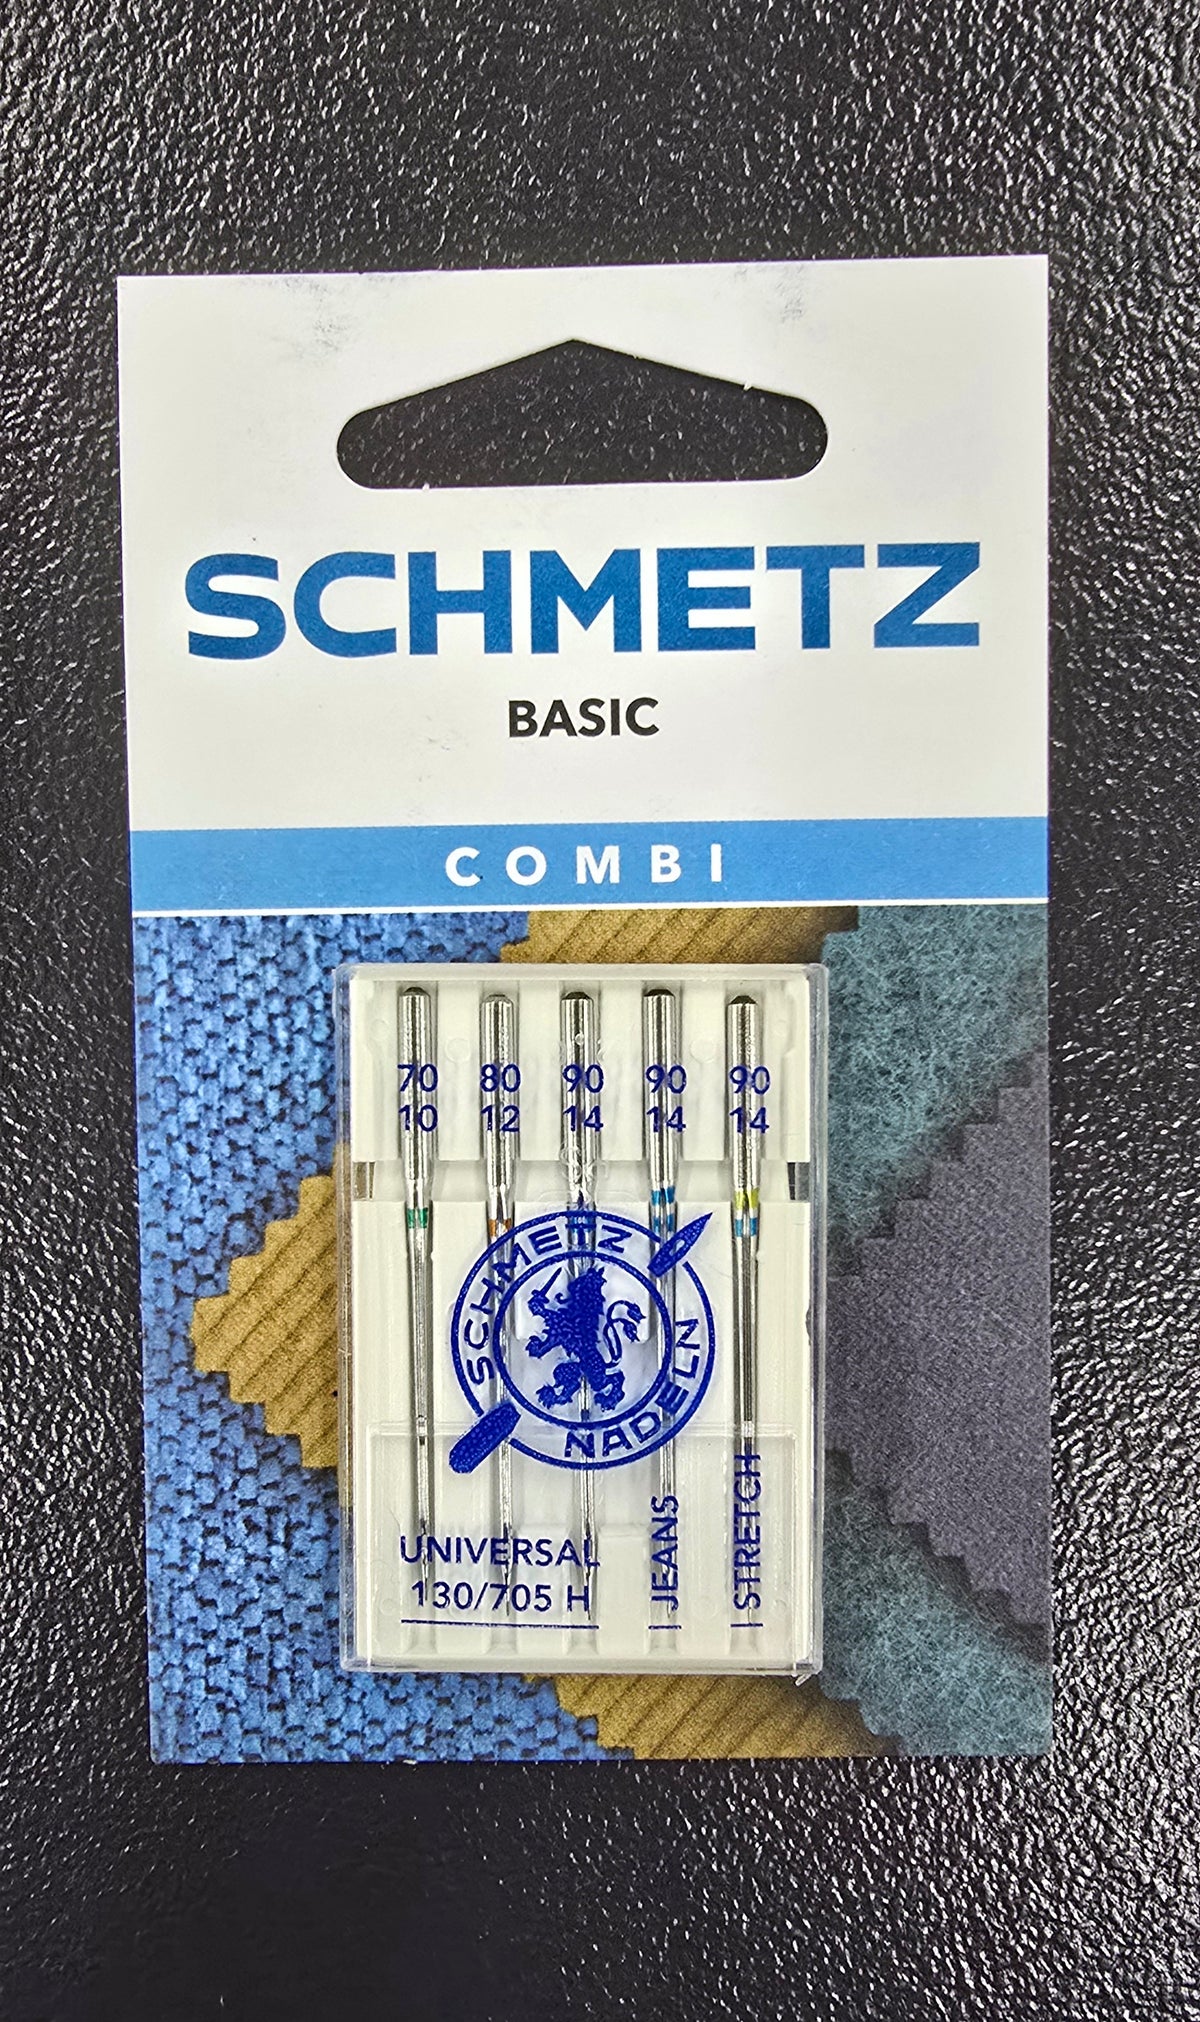 SCHMETZ
BASIC
COMBI
70 80 90 90 90
10 12 14 14 14
SCHMETZ
NADELN
UNIVERSAL
130/705 H
JEANS
STRETCH